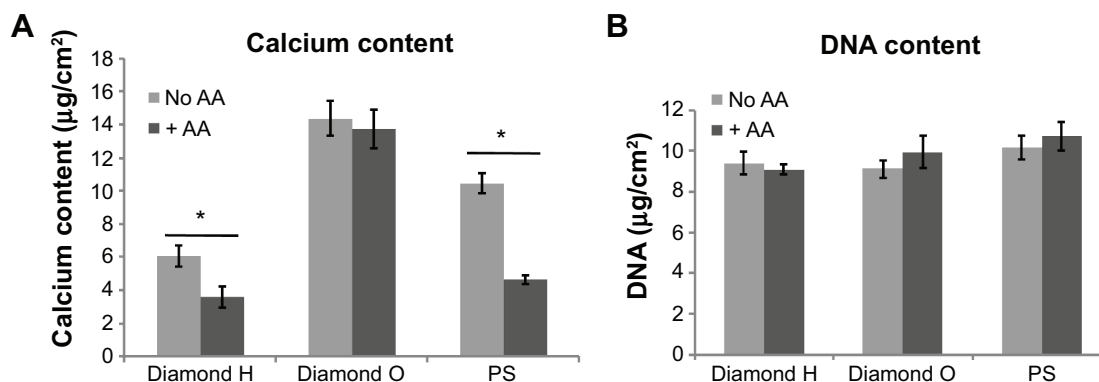 A
Calcium content
Calcium content (µg/cm²)
18
16
14
12
10
8
6
4
2
0
No AA
+ AA
*
*
Diamond H
Diamond O
PS
B
DNA content
DNA (µg/cm²)
12
10
8
6
4
2
0
No AA
+ AA
Diamond H
Diamond O
PS